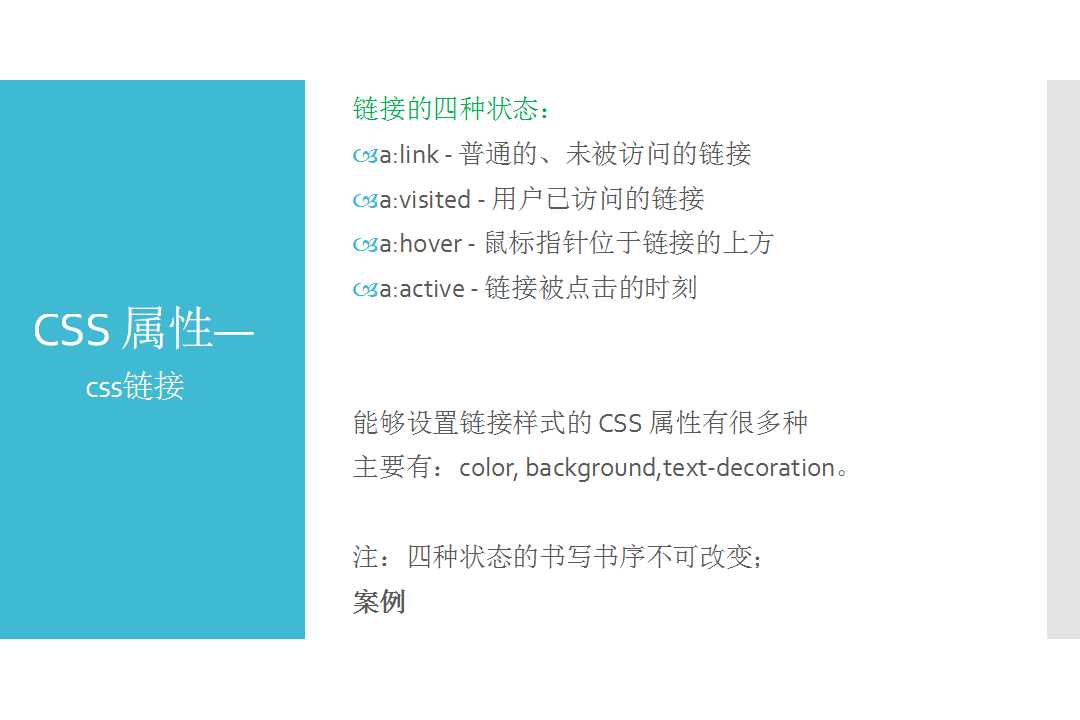 CSS 属性—
css链接
链接的四种状态：
a:link - 普通的、未被访问的链接
a:visited - 用户已访问的链接
a:hover - 鼠标指针位于链接的上方
a:active - 链接被点击的时刻
能够设置链接样式的 CSS 属性有很多种
主要有：color, background,text-decoration。
注：四种状态的书写书序不可改变；
案例